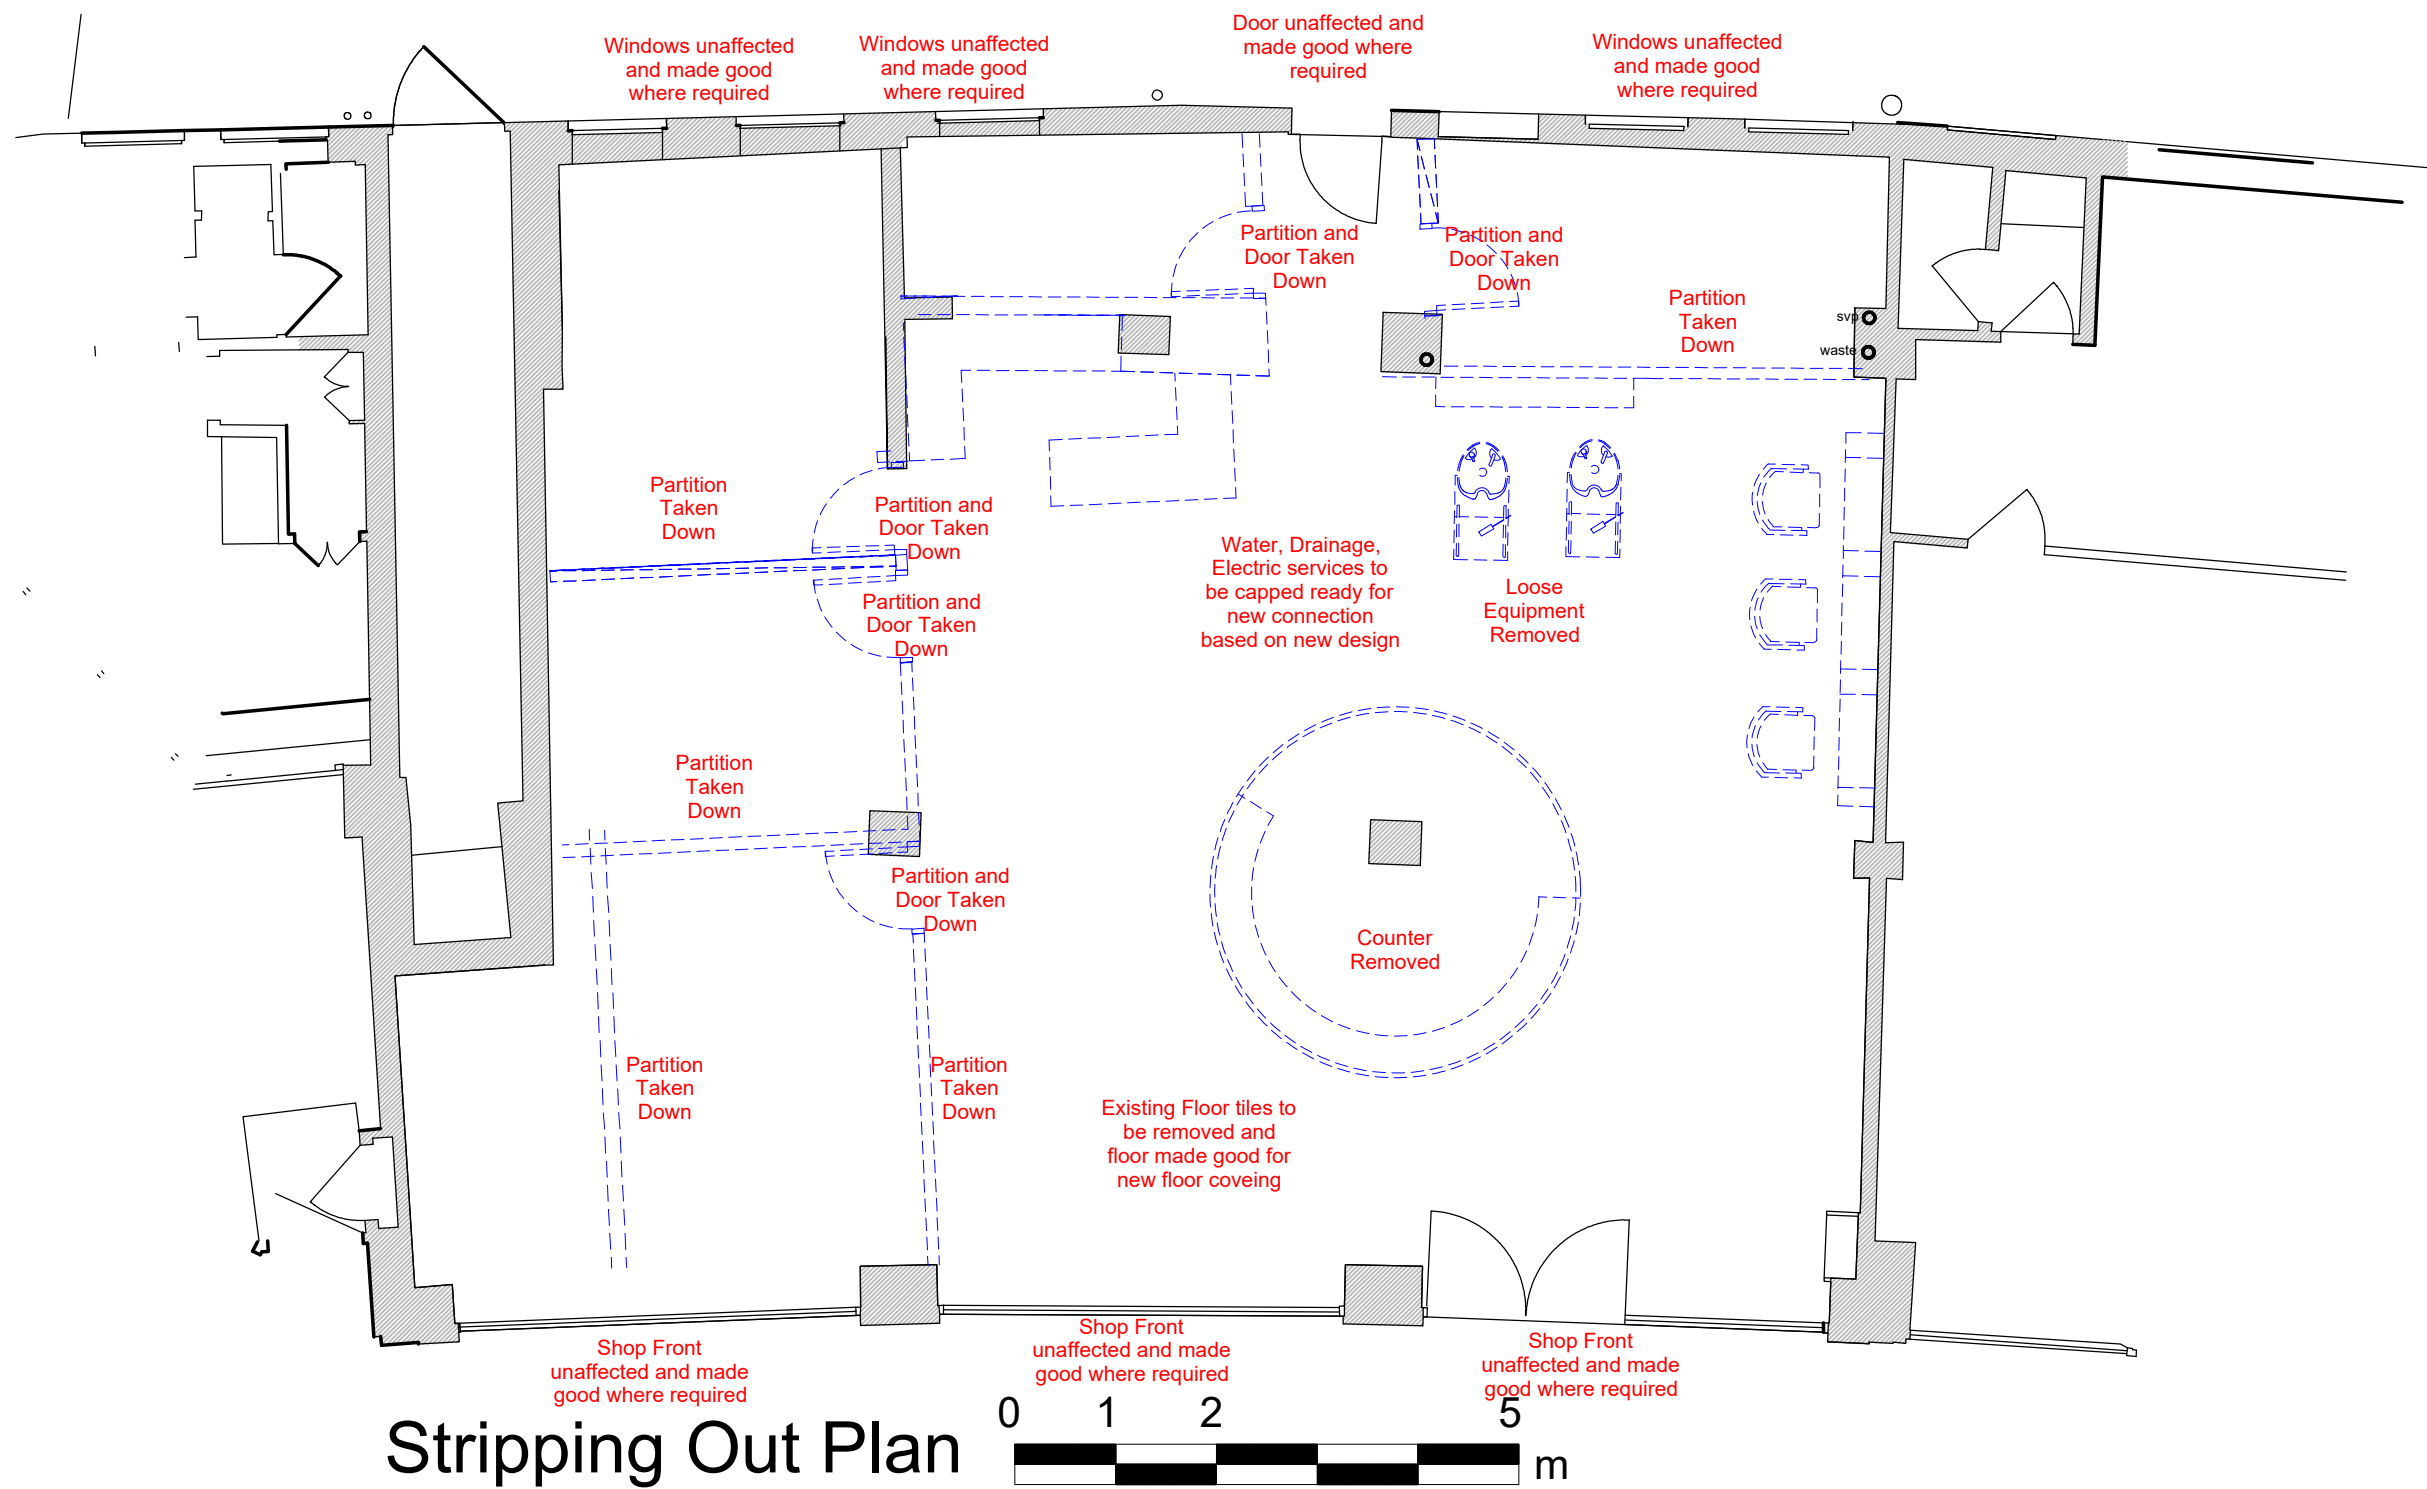 Windows unaffected
and made good
where required
Windows unaffected
and made good
where required
Door unaffected and
made good where
required
Windows unaffected
and made good
where required
Partition and
Door Taken
Down
Partition and
Door Taken
Down
Partition
Taken
Down
svp
waste
Partition
Taken
Down
Partition and
Door Taken
Down
Water, Drainage,
Electric services to
be capped ready for
new connection
based on new design
Loose
Equipment
Removed
Partition and
Door Taken
Down
Partition
Taken
Down
Partition and
Door Taken
Down
Counter
Removed
Partition
Taken
Down
Partition
Taken
Down
Existing Floor tiles to
be removed and
floor made good for
new floor coveing
Shop Front
unaffected and made
good where required
Shop Front
unaffected and made
good where required
Shop Front
unaffected and made
good where required
Stripping Out Plan
0 1 2 5
m